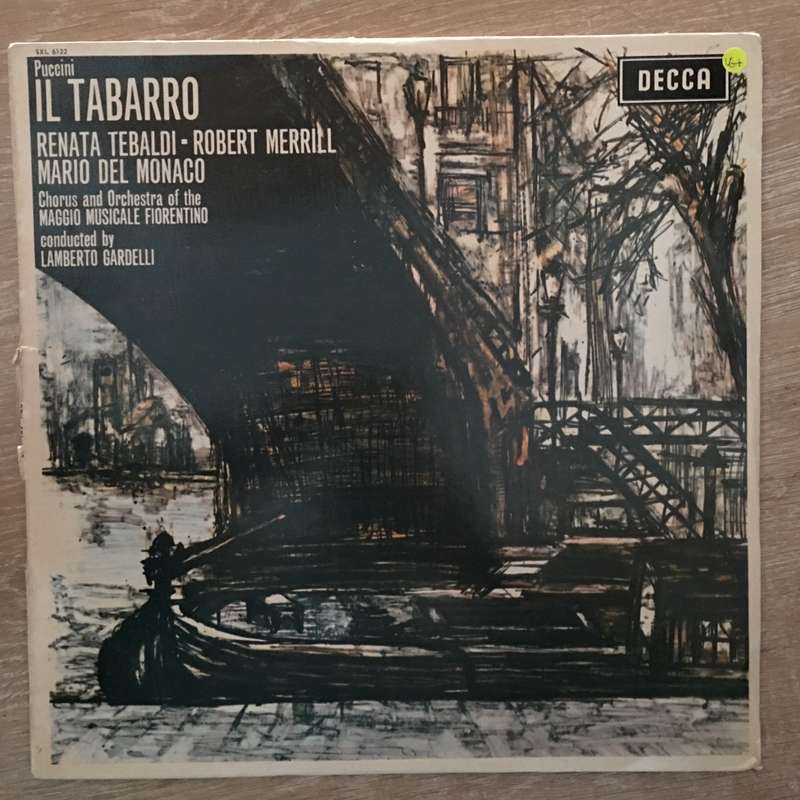 SXL 6122
Puccini
IL TABARRO
RENATA TEBALDI - ROBERT MERRILL
MARIO DEL MONACO
Chorus and Orchestra of the
MAGGIO MUSICALE FIORENTINO
conducted by
LAMBERTO GARDELLI
DECCA
VG+